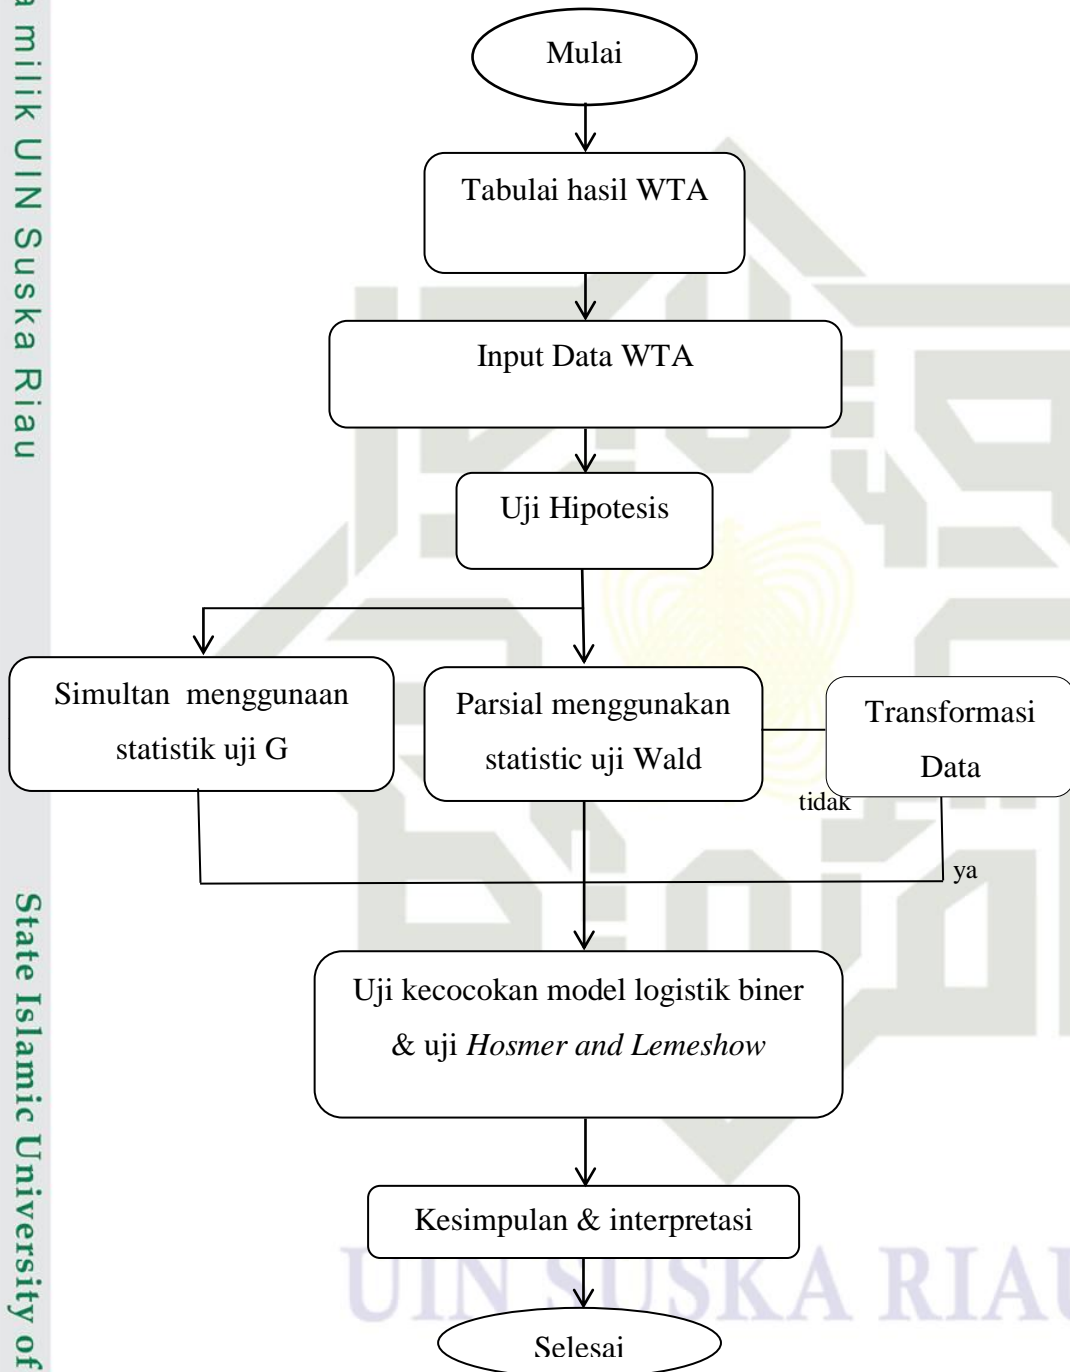 Mulai
Tabulai hasil WTA
Input Data WTA
Uji Hipotesis
Simultan menggunaan
statistik uji G
Parsial menggunakan
statistic uji Wald
Transformasi
Data
tidak
ya
Uji kecocokan model logistik biner
& uji Hosmer and Lemeshow
Kesimpulan & interpretasi
Selesai
a milik UIN Suska Riau
State Islamic University of
UIN SUSKA RIAU